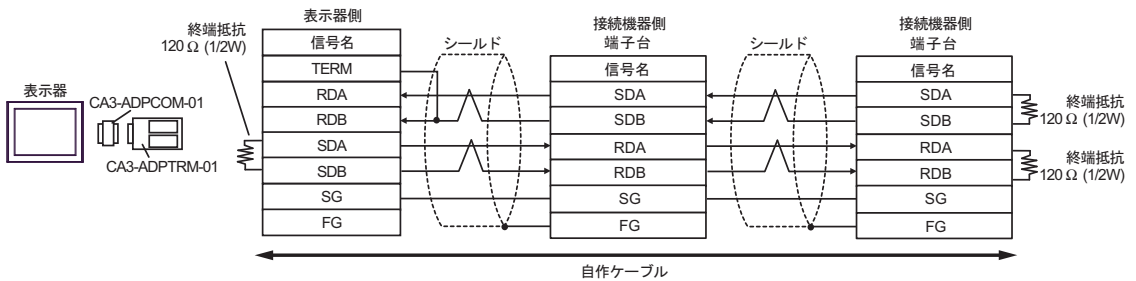 表示器
CA3-ADPCOM-01
CA3-ADPTRM-01
終端抵抗
120 Ω (1/2W)
表示器側
信号名
TERM
RDA
RDB
SDA
SDB
SG
FG
シールド
接続機器側
端子台
信号名
SDA
SDB
RDA
RDB
SG
FG
シールド
接続機器側
端子台
信号名
SDA
SDB
RDA
RDB
SG
FG
終端抵抗
120 Ω (1/2W)
終端抵抗
120 Ω (1/2W)
自作ケーブル